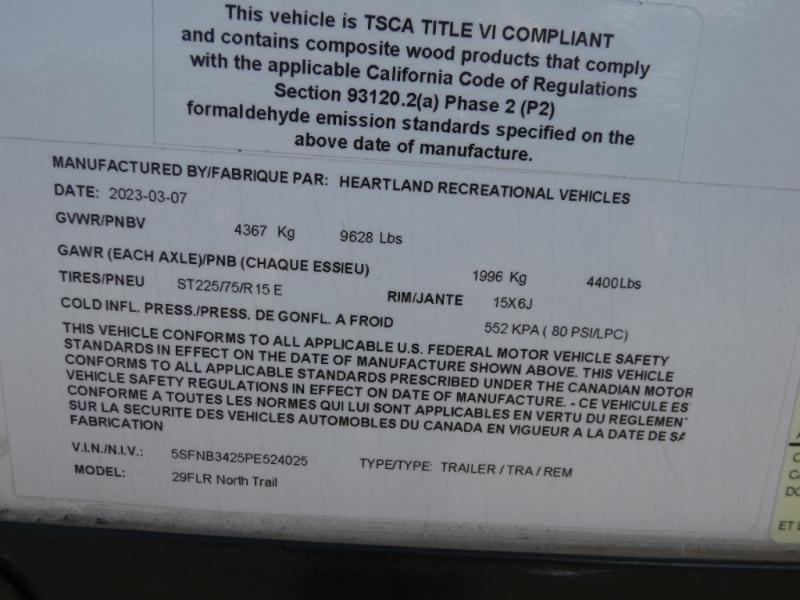 This vehicle is TSCA TITLE VI COMPLIANT
and contains composite wood products that comply
with the applicable California Code of Regulations
Section 93120.2(a) Phase 2 (P2)
formaldehyde emission standards specified on the
above date of manufacture.
MANUFACTURED BY/FABRIQUE PAR: HEARTLAND RECREATIONAL VEHICLES
DATE: 2023-03-07
GVWR/PNBV 4367 Kg 9628 Lbs
GAWR (EACH AXLE)/PNB (CHAQUE ESSIEU) 1996 Kg 4400Lbs
TIRES/PNEU ST225/75/R15 E RIM/JANTE 15X6J
COLD INFL. PRESS./PRESS. DE GONFL. A FROID 552 KPA ( 80 PSI/LPC)
THIS VEHICLE CONFORMS TO ALL APPLICABLE U.S. FEDERAL MOTOR VEHICLE SAFETY
STANDARDS IN EFFECT ON THE DATE OF MANUFACTURE SHOWN ABOVE. THIS VEHICLE
CONFORMS TO ALL APPLICABLE STANDARDS PRESCRIBED UNDER THE CANADIAN MOTOR
VEHICLE SAFETY REGULATIONS IN EFFECT ON DATE OF MANUFACTURE. - CE VEHICULE ES
CONFORME A TOUTES LES NORMES QUI LUI SONT APPLICABLES EN VERTU DU REGLEMEN
SUR LA SECURITE DES VEHICLES AUTOMOBILES DU CANADA EN VIGUEUR A LA DATE DE SA
FABRICATION
V.I.N./N.I.V.: 5SFNB3425PE524025 TYPE/TYPE: TRAILER / TRA / REM
MODEL: 29FLR North Trail
ET